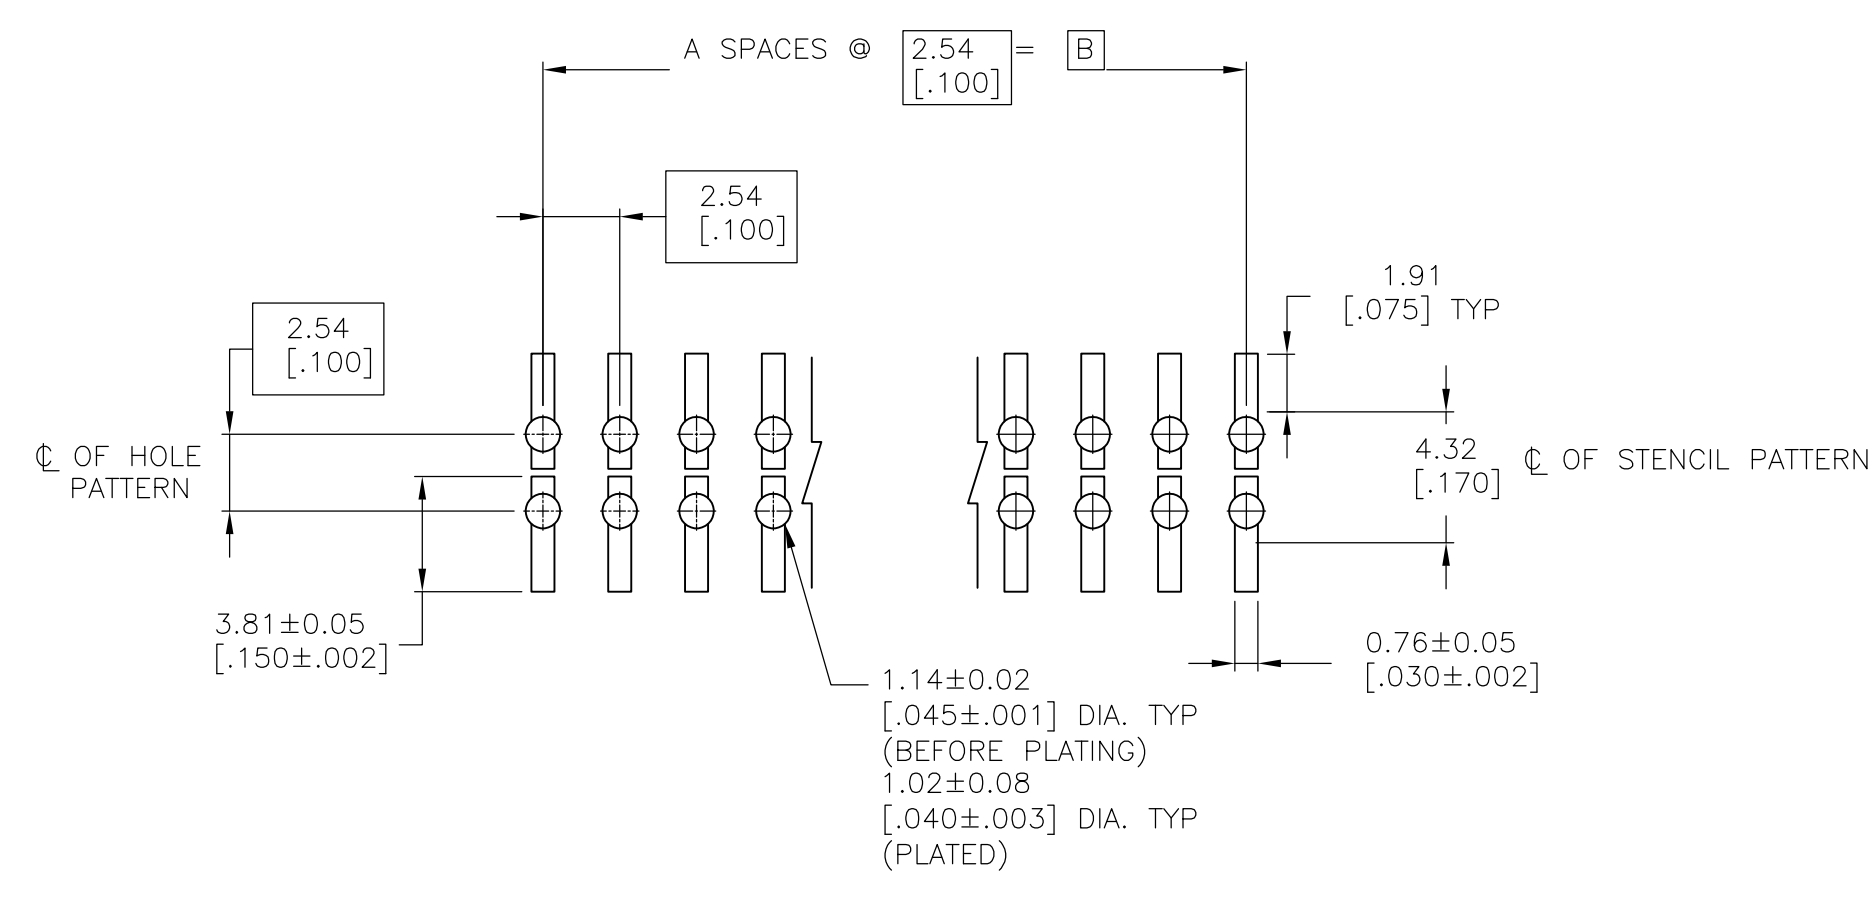 A SPACES @ 2.54 = B
[.100]
2.54
[.100]
2.54
[.100]
1.91
[.075] TYP
℄ OF HOLE
PATTERN
4.32
[.170]
℄ OF STENCIL PATTERN
3.81±0.05
[.150±.002]
0.76±0.05
[.030±.002]
1.14±0.02
[.045±.001] DIA. TYP
(BEFORE PLATING)
1.02±0.08
[.040±.003] DIA. TYP
(PLATED)